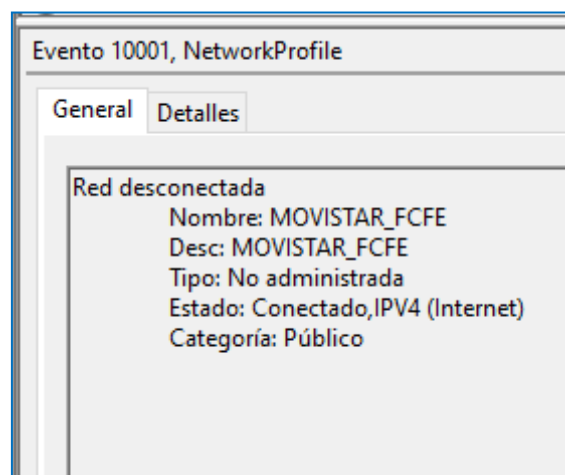 Evento 10001, NetworkProfile
General Detalles
Red desconectada
Nombre: MOVISTAR_FCFE
Desc: MOVISTAR_FCFE
Tipo: No administrada
Estado: Conectado,IPV4 (Internet)
Categoría: Público